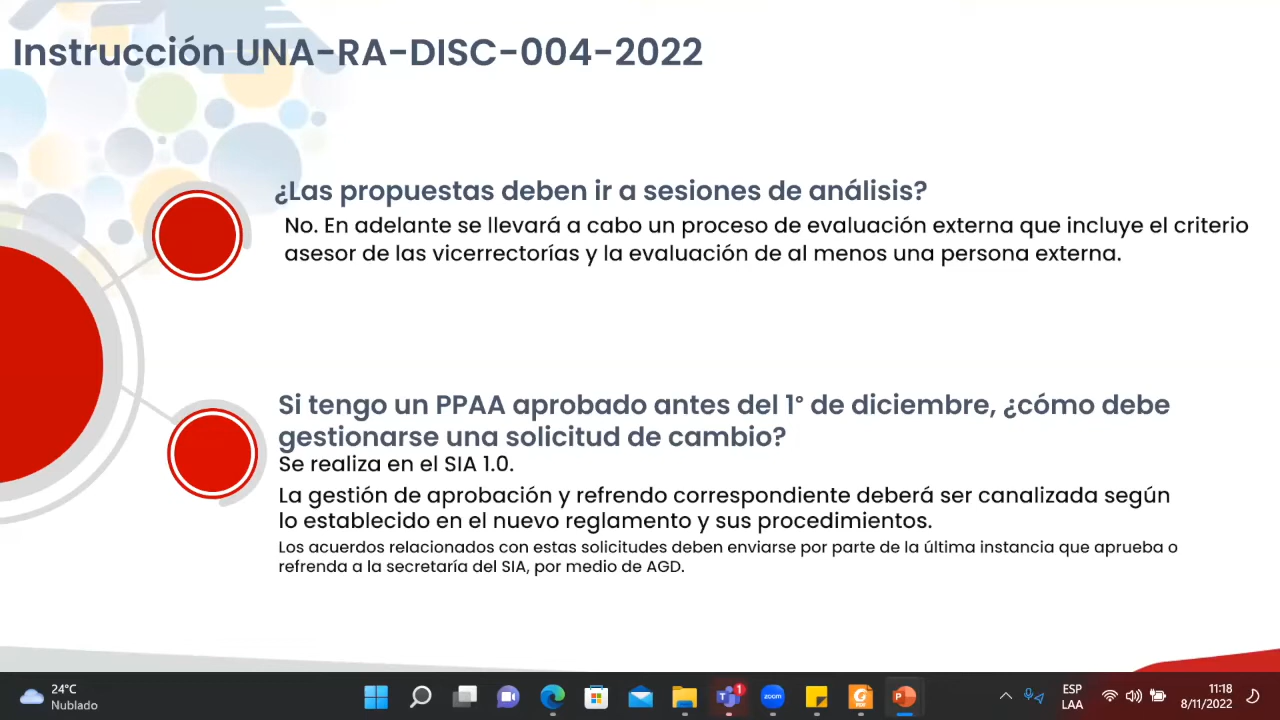 Instrucción UNA-RA-DISC-004-2022
¿Las propuestas deben ir a sesiones de análisis?
No. En adelante se llevará a cabo un proceso de evaluación externa que incluye el criterio
asesor de las vicerrectorías y la evaluación de al menos una persona externa.
Si tengo un PPAA aprobado antes del 1° de diciembre, ¿cómo debe
gestionarse una solicitud de cambio?
Se realiza en el SIA 1.0.
La gestión de aprobación y refrendo correspondiente deberá ser canalizada según
lo establecido en el nuevo reglamento y sus procedimientos.
Los acuerdos relacionados con estas solicitudes deben enviarse por parte de la última instancia que aprueba o
refrenda a la secretaría del SIA, por medio de AGD.
24°C
Nublado
1
zoom
PDF
ESP
LAA
11:18
8/11/2022